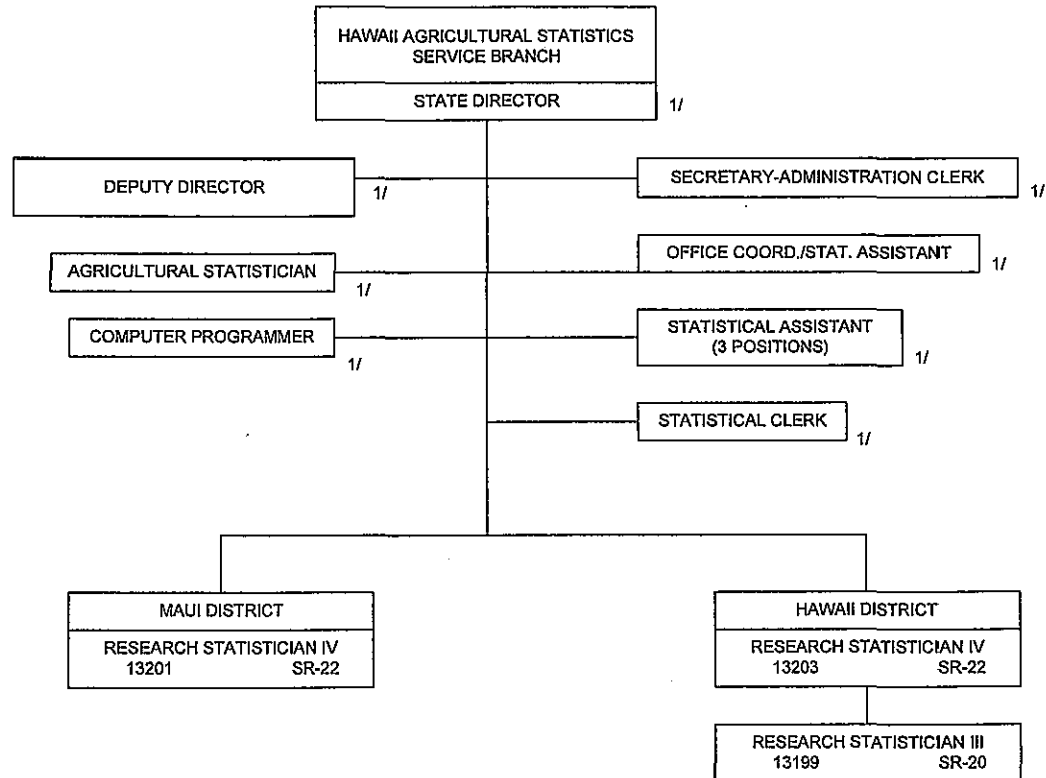 HAWAII AGRICULTURAL STATISTICS
SERVICE BRANCH
STATE DIRECTOR
1/
DEPUTY DIRECTOR
1/
SECRETARY-ADMINISTRATION CLERK
1/
AGRICULTURAL STATISTICIAN
1/
OFFICE COORD./STAT. ASSISTANT
1/
COMPUTER PROGRAMMER
1/
STATISTICAL ASSISTANT
(3 POSITIONS)
1/
STATISTICAL CLERK
1/
MAUI DISTRICT
RESEARCH STATISTICIAN IV
13201 SR-22
HAWAII DISTRICT
RESEARCH STATISTICIAN IV
13203 SR-22
RESEARCH STATISTICIAN III
13199 SR-20